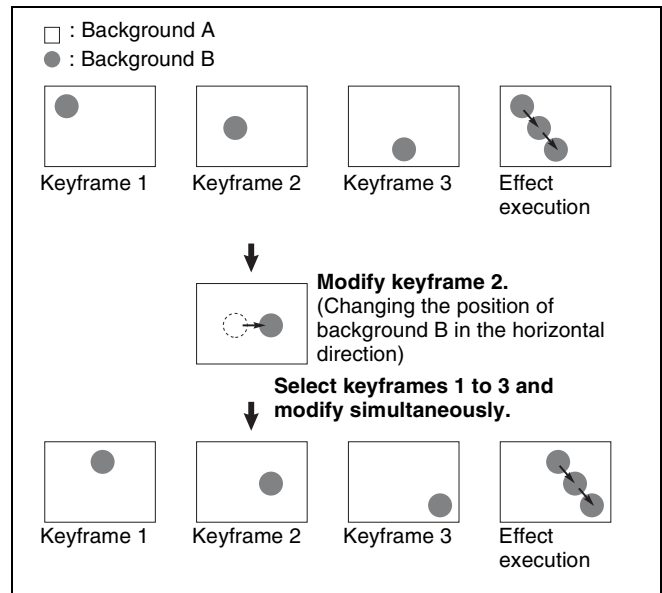 : Background A
: Background B
Keyframe 1
Keyframe 2
Keyframe 3
Effect
execution
Modify keyframe 2.
(Changing the position of
background B in the horizontal
direction)
Select keyframes 1 to 3 and
modify simultaneously.
Keyframe 1
Keyframe 2
Keyframe 3
Effect
execution